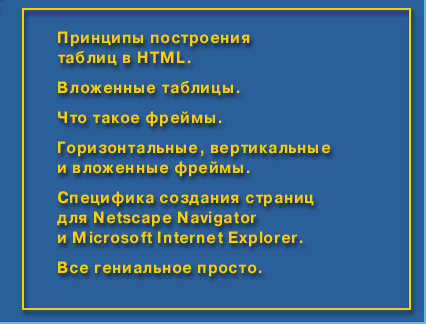 Принципы построения
таблиц в HTML.
Вложенные таблицы.
Что такое фреймы.
Горизонтальные, вертикальные
и вложенные фреймы.
Специфика создания страниц
для Netscape Navigator
и Microsoft Internet Explorer.
Все гениальное просто.